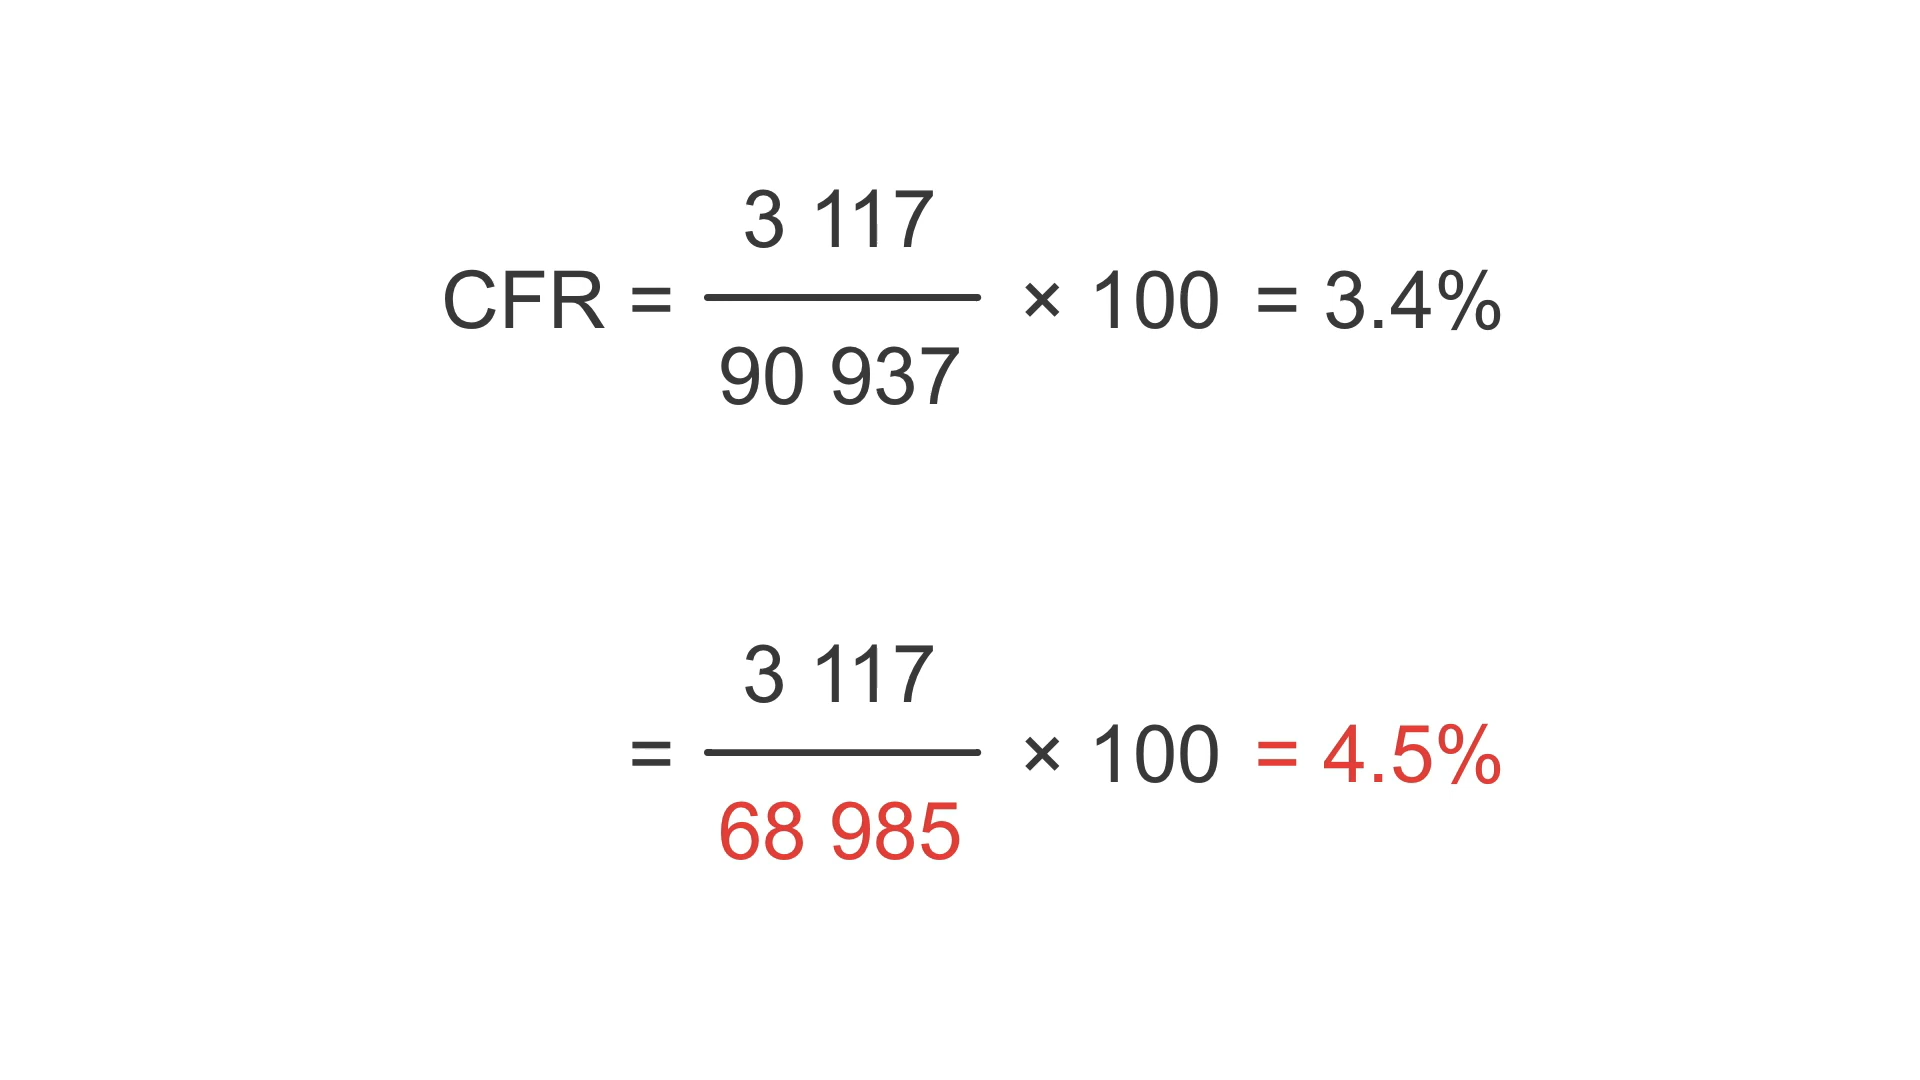 3 117
CFR = × 100 = 3.4%
90 937
3 117
= × 100 = 4.5%
68 985